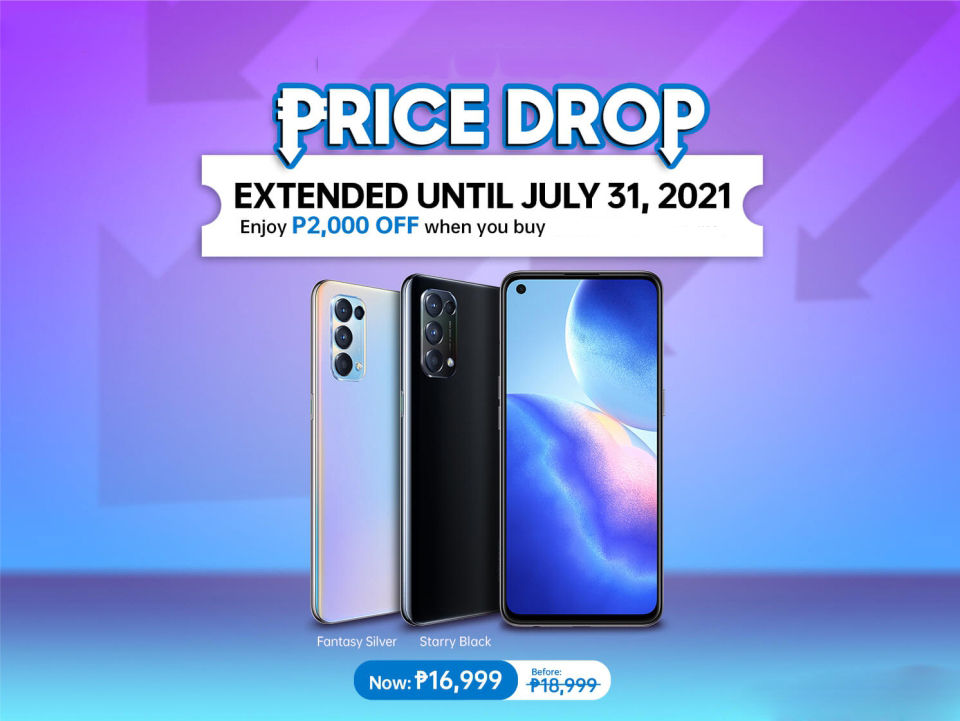 ₱RICE DROP
EXTENDED UNTIL JULY 31, 2021
Enjoy P2,000 OFF when you buy
Fantasy Silver Starry Black
Now: ₱16,999
Before:
₱18,999